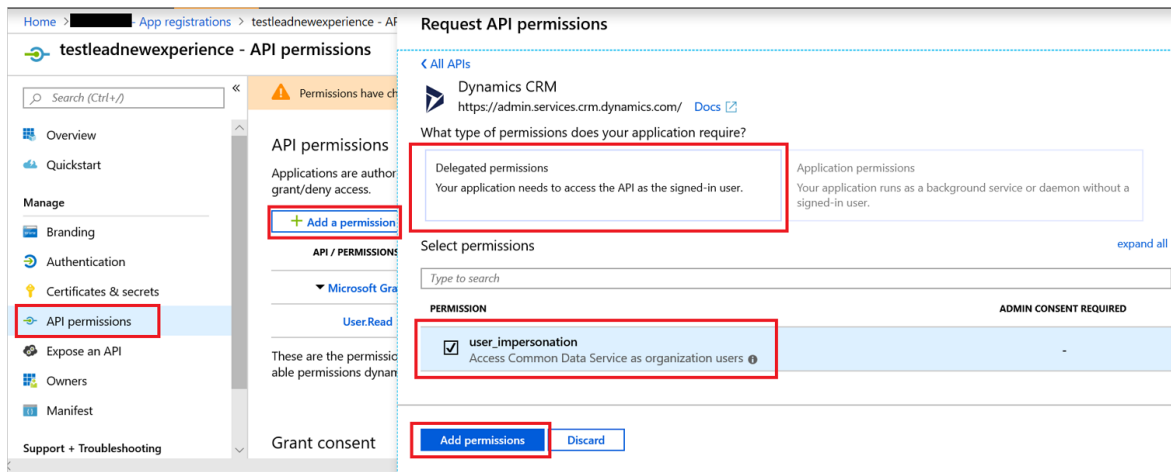 Home > - App registrations > testleadnewexperience - AP
testleadnewexperience - API permissions
Search (Ctrl+/)
«
Overview
Quickstart
Manage
Branding
Authentication
Certificates & secrets
API permissions
Expose an API
Owners
Manifest
Support + Troubleshooting
Permissions have ch
API permissions
Applications are author
grant/deny access.
+ Add a permission
API / PERMISSIONS
Microsoft Gra
User.Read
These are the permissio
able permissions dynam
Grant consent
Request API permissions
< All APIs
Dynamics CRM
https://admin.services.crm.dynamics.com/ Docs
What type of permissions does your application require?
Delegated permissions
Your application needs to access the API as the signed-in user.
Application permissions
Your application runs as a background service or daemon without a
signed-in user.
Select permissions
expand all
Type to search
PERMISSION
ADMIN CONSENT REQUIRED
user_impersonation
Access Common Data Service as organization users
-
Add permissions
Discard